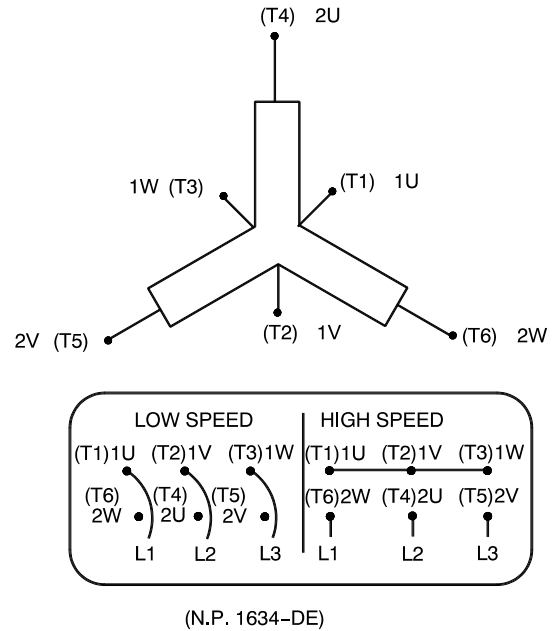 (T4) 2U
1W (T3)
(T1) 1U
2V (T5)
(T2) 1V
(T6) 2W
LOW SPEED
(T1)1U (T2)1V (T3)1W
(T6) (T4) (T5)
2W 2U 2V
L1 L2 L3
HIGH SPEED
(T1)1U (T2)1V (T3)1W
(T6)2W (T4)2U (T5)2V
L1 L2 L3
(N.P. 1634-DE)